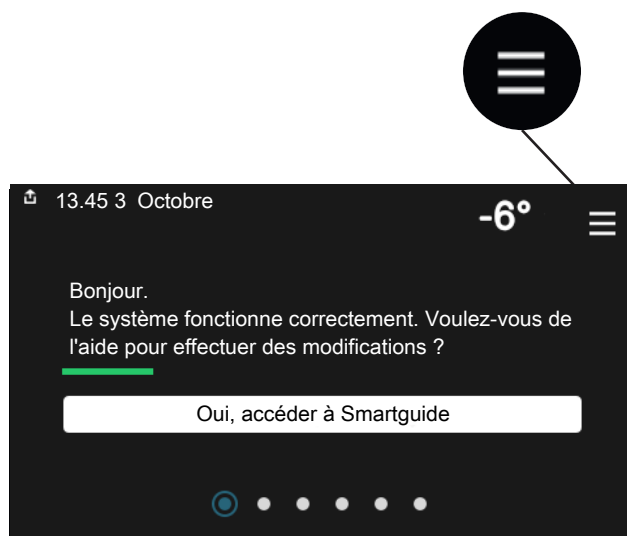 13.45 3 Octobre
-6°
Bonjour.
Le système fonctionne correctement. Voulez-vous de
l'aide pour effectuer des modifications ?
Oui, accéder à Smartguide